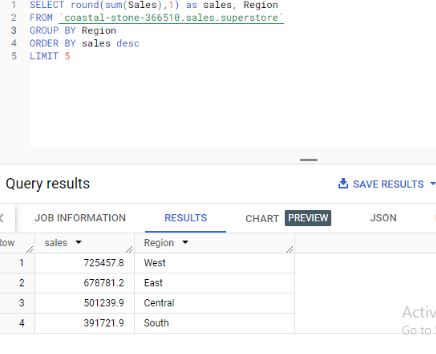 1 SELECT round(sum(Sales),1) as sales, Region
2 FROM `coastal-stone-366510.sales.superstore`
3 GROUP BY Region
4 ORDER BY sales desc
5 LIMIT 5
Query results
SAVE RESULTS
JOB INFORMATION RESULTS CHART PREVIEW JSON
Row sales Region
1 725457.8 West
2 678781.2 East
3 501239.9 Central
4 391721.9 South
Activ
Go to